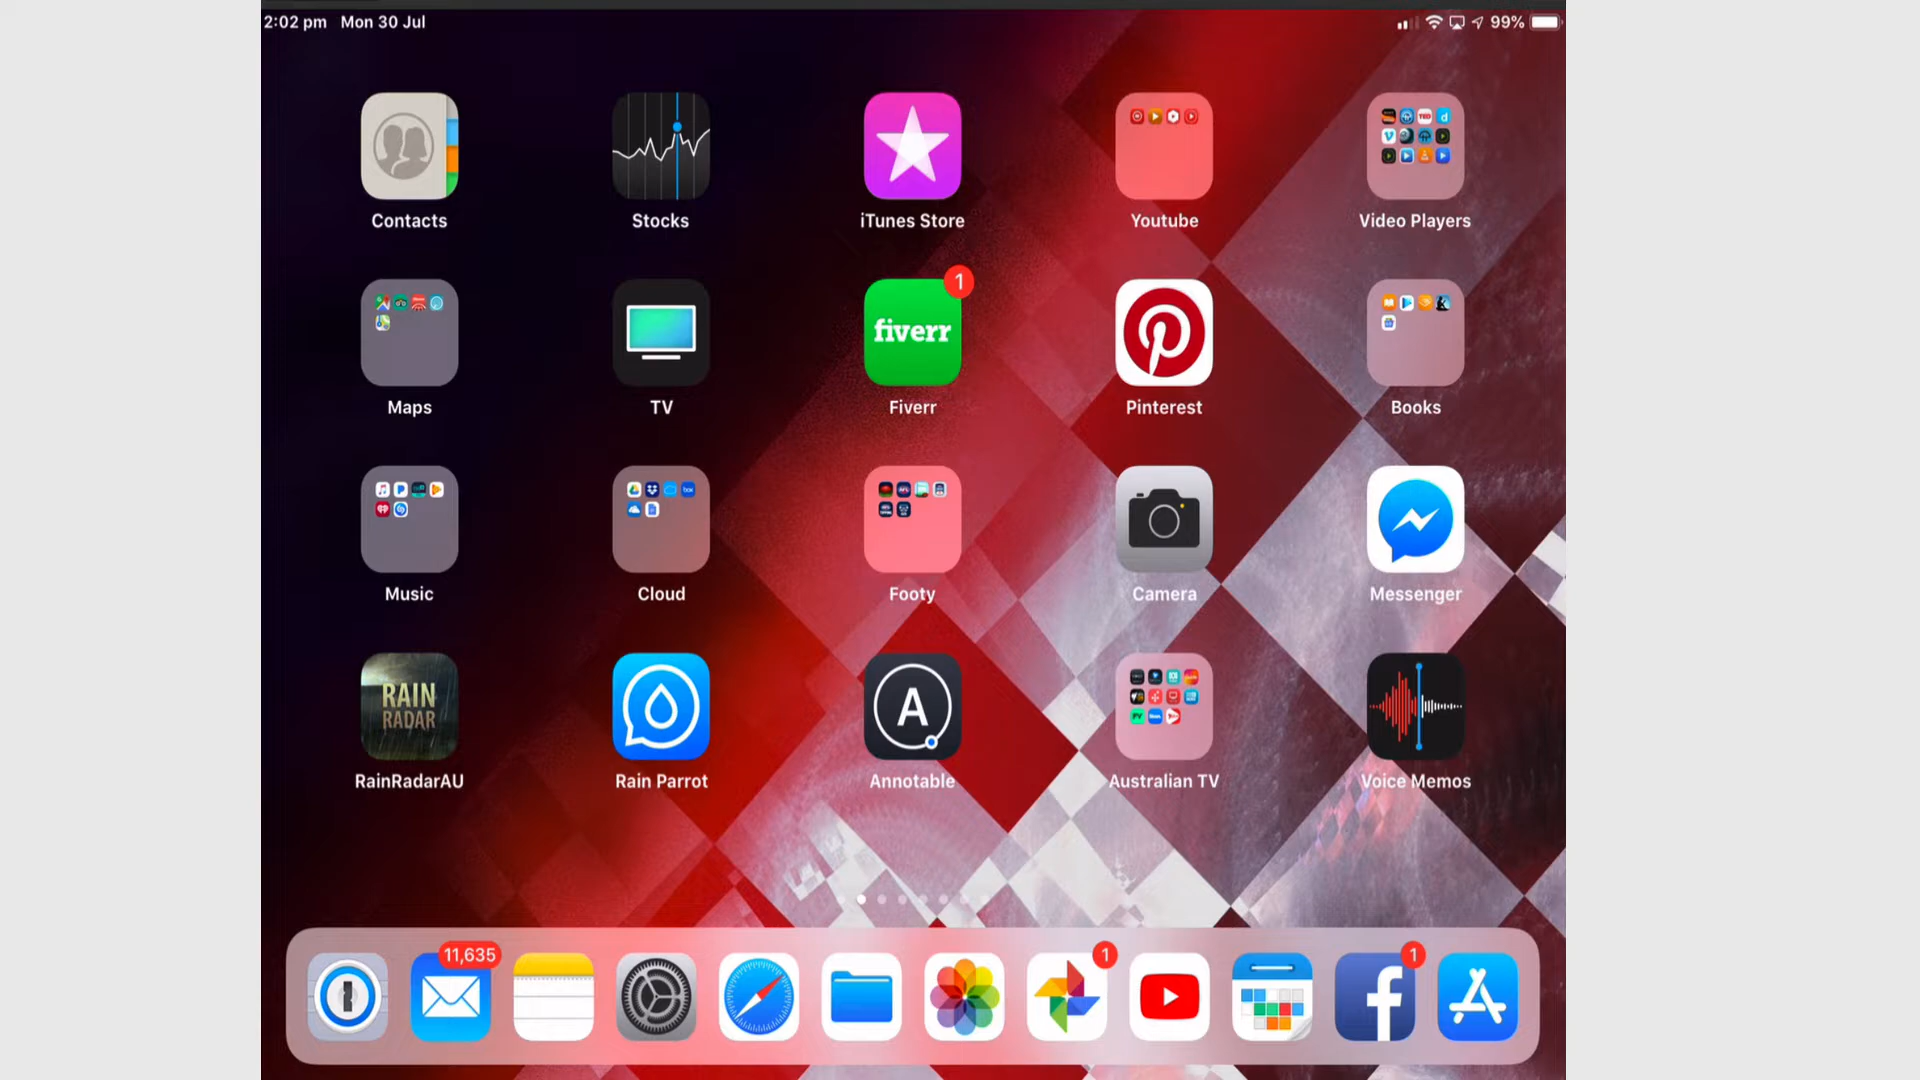 2:02 pm Mon 30 Jul 99%
Contacts Stocks iTunes Store Youtube Video Players
1
fiverr
Maps TV Fiverr Pinterest Books
Music Cloud Footy Camera Messenger
RAIN
RADAR
A
RainRadarAU Rain Parrot Annotable Australian TV Voice Memos
11,635 1 1